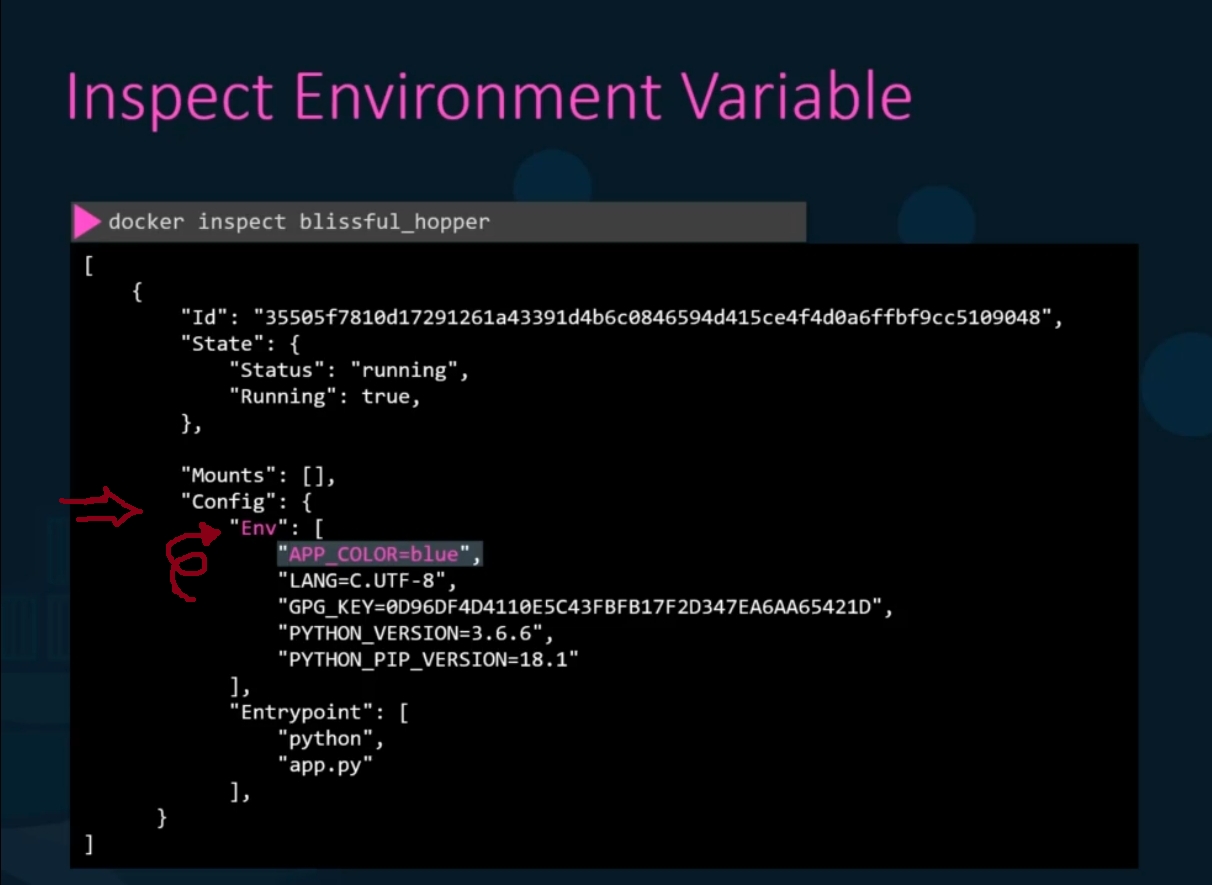 Inspect Environment Variable
docker inspect blissful_hopper
[
{
"Id": "35505f7810d17291261a43391d4b6c0846594d415ce4f4d0a6ffbf9cc5109048",
"State": {
"Status": "running",
"Running": true,
},
"Mounts": [],
"Config": {
"Env": [
"APP_COLOR=blue",
"LANG=C.UTF-8",
"GPG_KEY=0D96DF4D4110E5C43FBFB17F2D347EA6AA65421D",
"PYTHON_VERSION=3.6.6",
"PYTHON_PIP_VERSION=18.1"
],
"Entrypoint": [
"python",
"app.py"
],
}
]